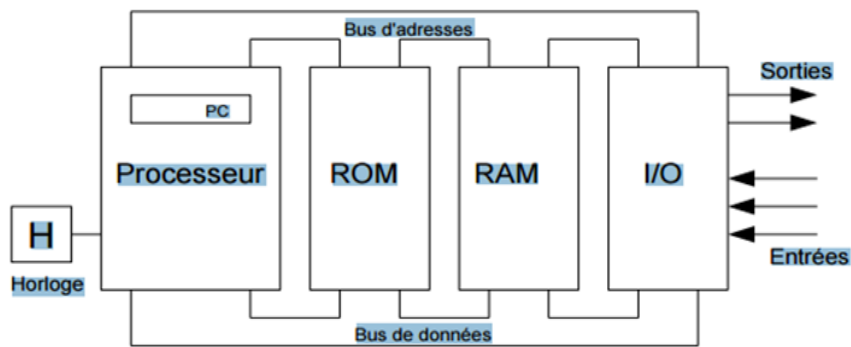 Bus d'adresses
Sorties
PC
Processeur
ROM
RAM
I/O
H
Horloge
Entrées
Bus de données